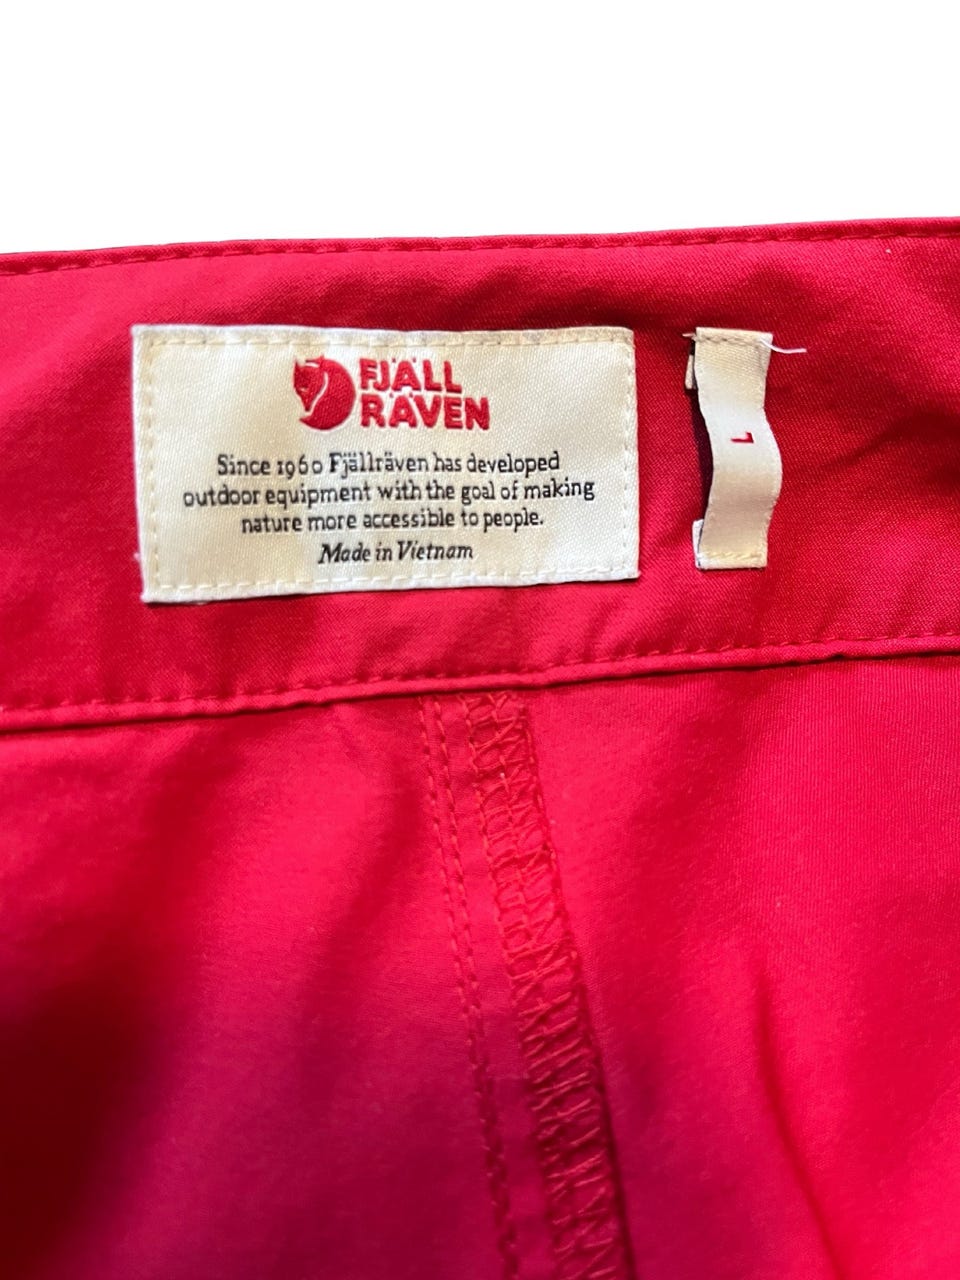 FJÄLL
RÄVEN
Since 1960 Fjällräven has developed
outdoor equipment with the goal of making
nature more accessible to people.
Made in Vietnam
L